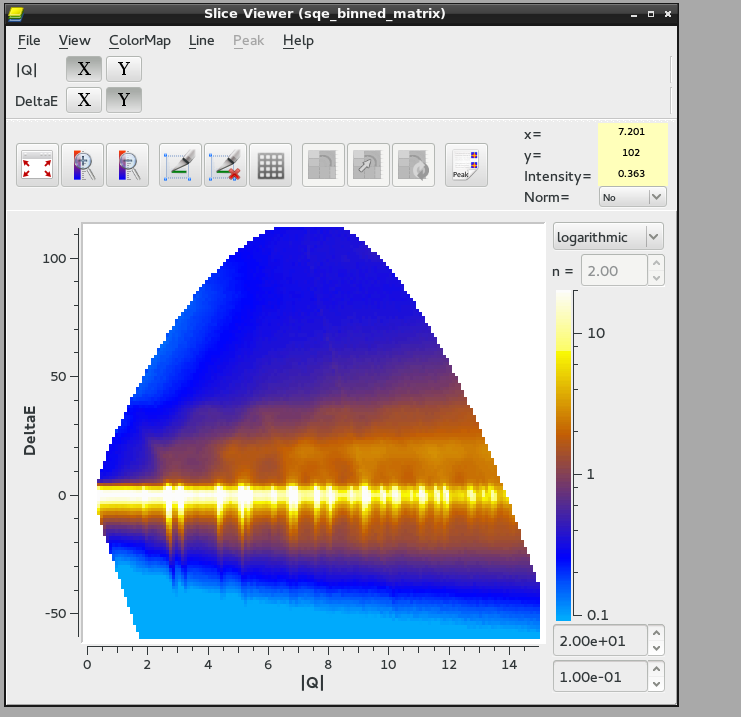 Slice Viewer (sqe_binned_matrix)
File View ColorMap Line Peak Help
|Q| X Y
DeltaE X Y
x= 7.201
y= 102
Intensity= 0.363
Norm= No
Peak
logarithmic
n = 2.00
10
1
0.1
2.00e+01
1.00e-01
DeltaE
100
50
0
-50
0 2 4 6 8 10 12 14
|Q|